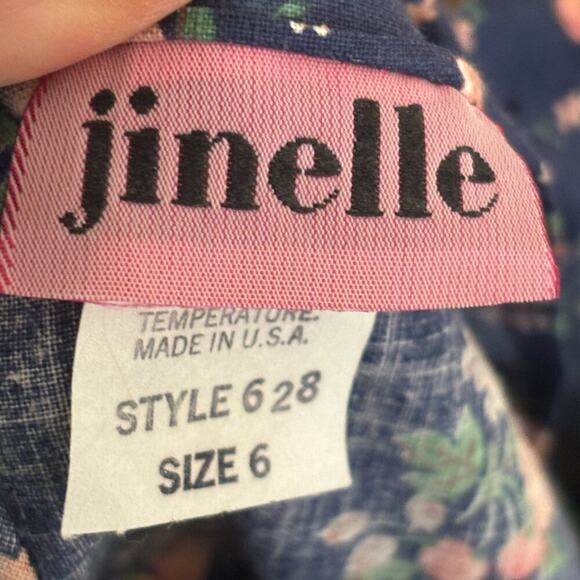 jinelle
TEMPERATURE.
MADE IN U.S.A.
STYLE 628
SIZE 6